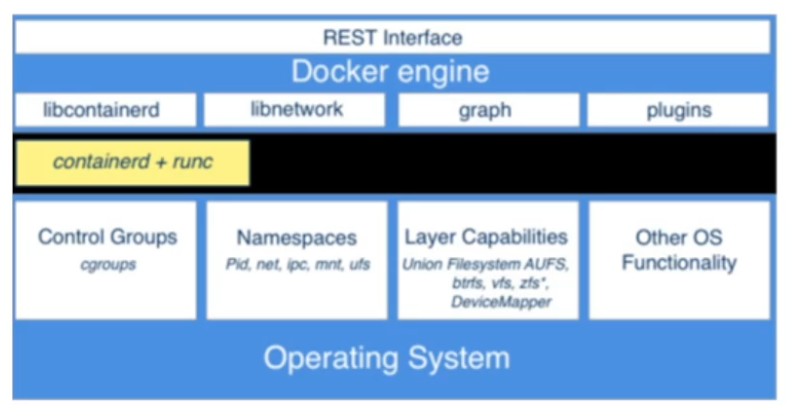 REST Interface
Docker engine
libcontainerd
libnetwork
graph
plugins
containerd + runc
Control Groups
cgroups
Namespaces
Pid, net, ipc, mnt, ufs
Layer Capabilities
Union Filesystem AUFS,
btrfs, vfs, zfs*,
DeviceMapper
Other OS
Functionality
Operating System